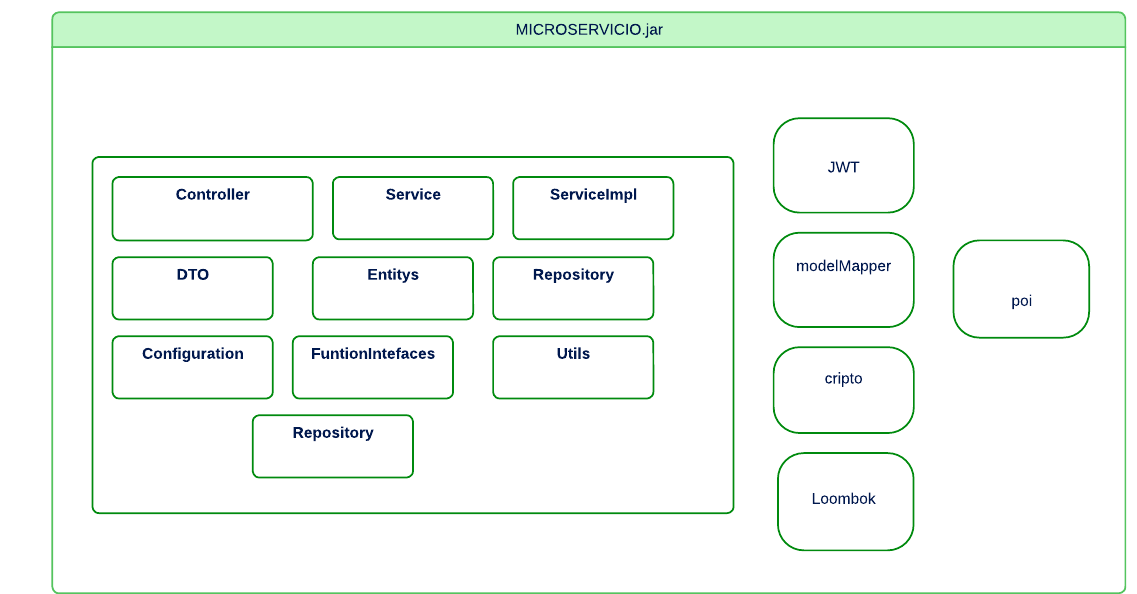 MICROSERVICIO.jar
Controller
Service
ServiceImpl
DTO
Entitys
Repository
Configuration
FuntionIntefaces
Utils
Repository
JWT
modelMapper
cripto
Loombok
poi